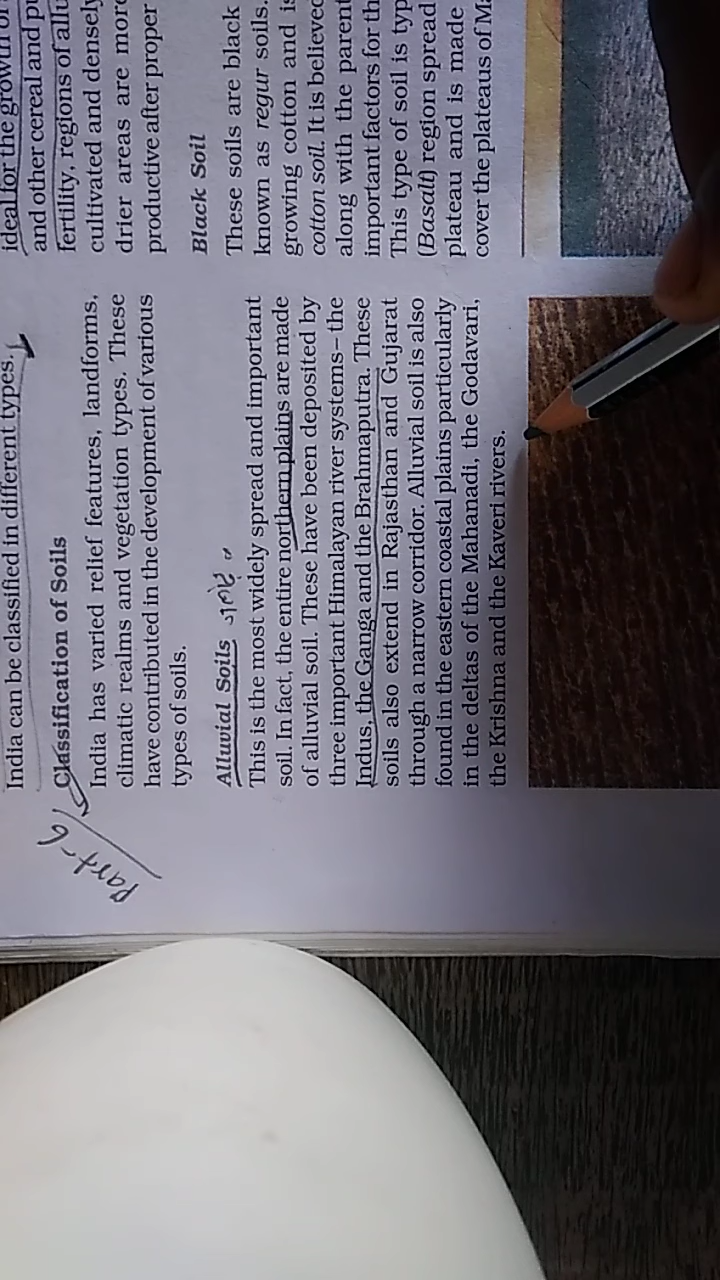 India can be classified in different types.
Part-6
Classification of Soils
India has varied relief features, landforms,
climatic realms and vegetation types. These
have contributed in the development of various
types of soils.
Alluvial Soils
This is the most widely spread and important
soil. In fact, the entire northern plains are made
of alluvial soil. These have been deposited by
three important Himalayan river systems– the
Indus, the Ganga and the Brahmaputra. These
soils also extend in Rajasthan and Gujarat
through a narrow corridor. Alluvial soil is also
found in the eastern coastal plains particularly
in the deltas of the Mahanadi, the Godavari,
the Krishna and the Kaveri rivers.
ideal for the growth of
and other cereal and
fertility, regions of
cultivated and densely
drier areas are more
productive after proper
Black Soil
These soils are black
known as regur soils.
growing cotton and
cotton soil. It is believed
along with the parent
important factors for
This type of soil is
(Basalt) region spread
plateau and is made
cover the plateaus of